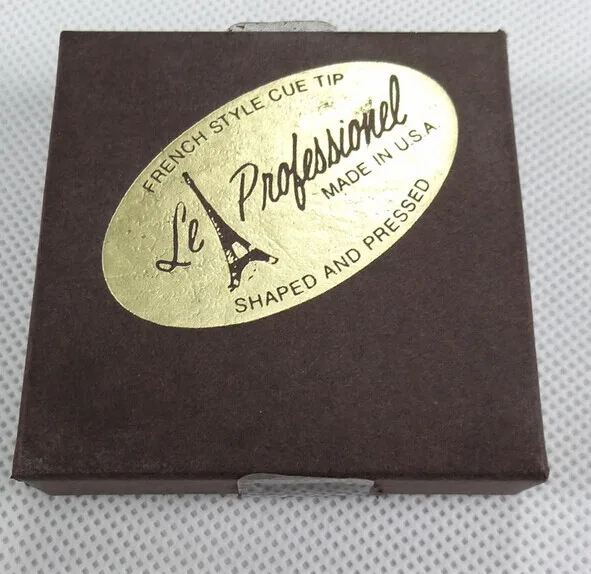 FRENCH STYLE CUE TIP
Le Professionel
MADE IN U.S.A
SHAPED AND PRESSED